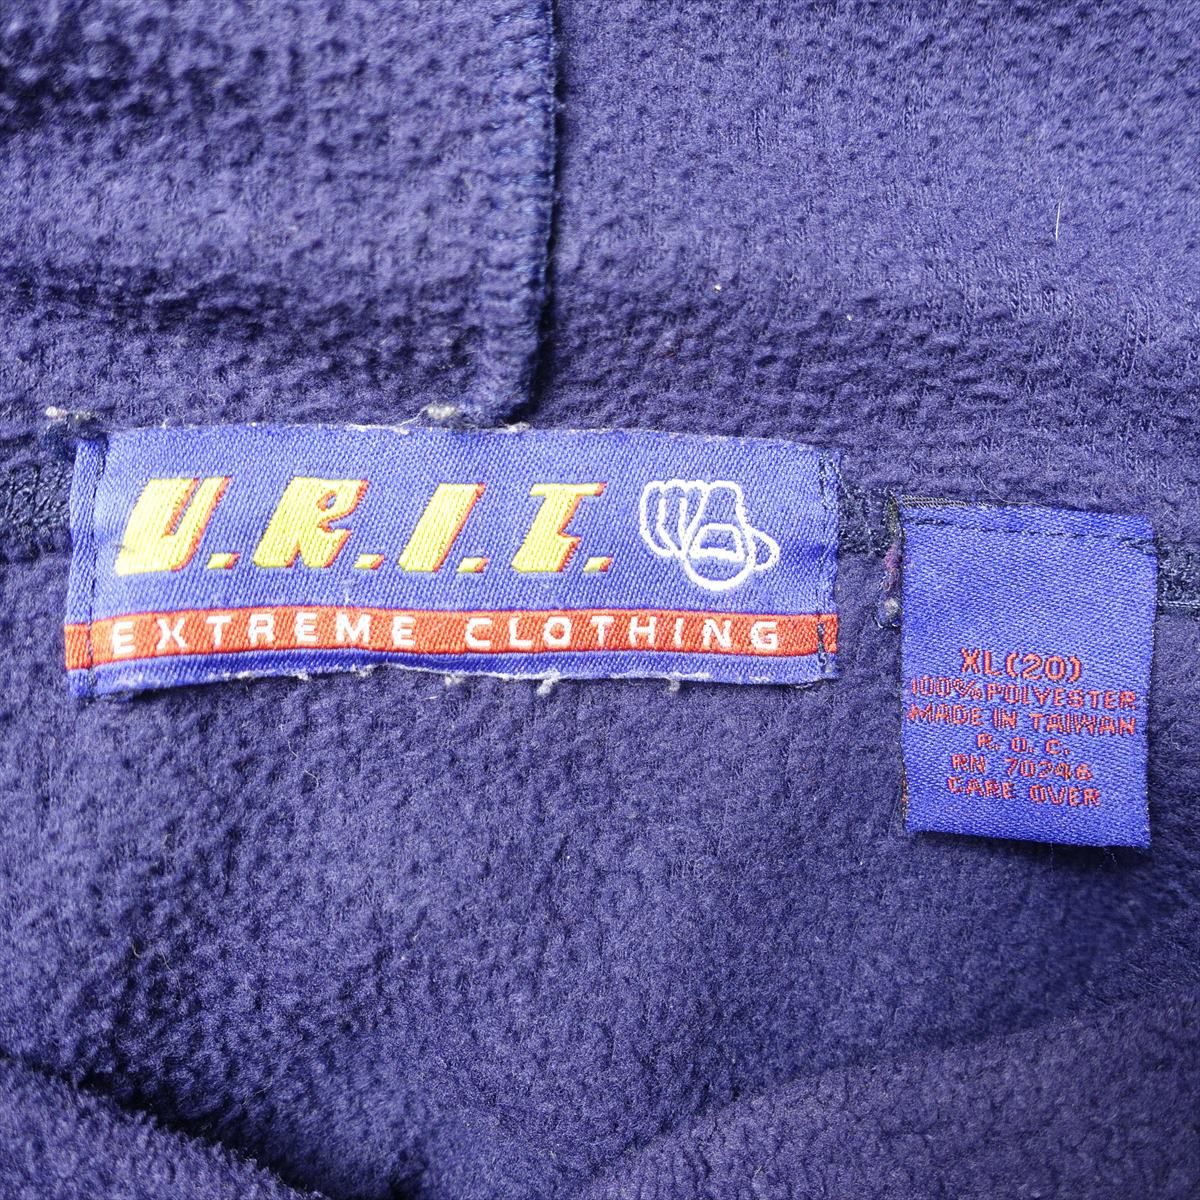 U.R.I.T.
EXTREME CLOTHING
XL(20)
100% POLYESTER
MADE IN TAIWAN
R. O. C.
RN 70246
CARE OVER